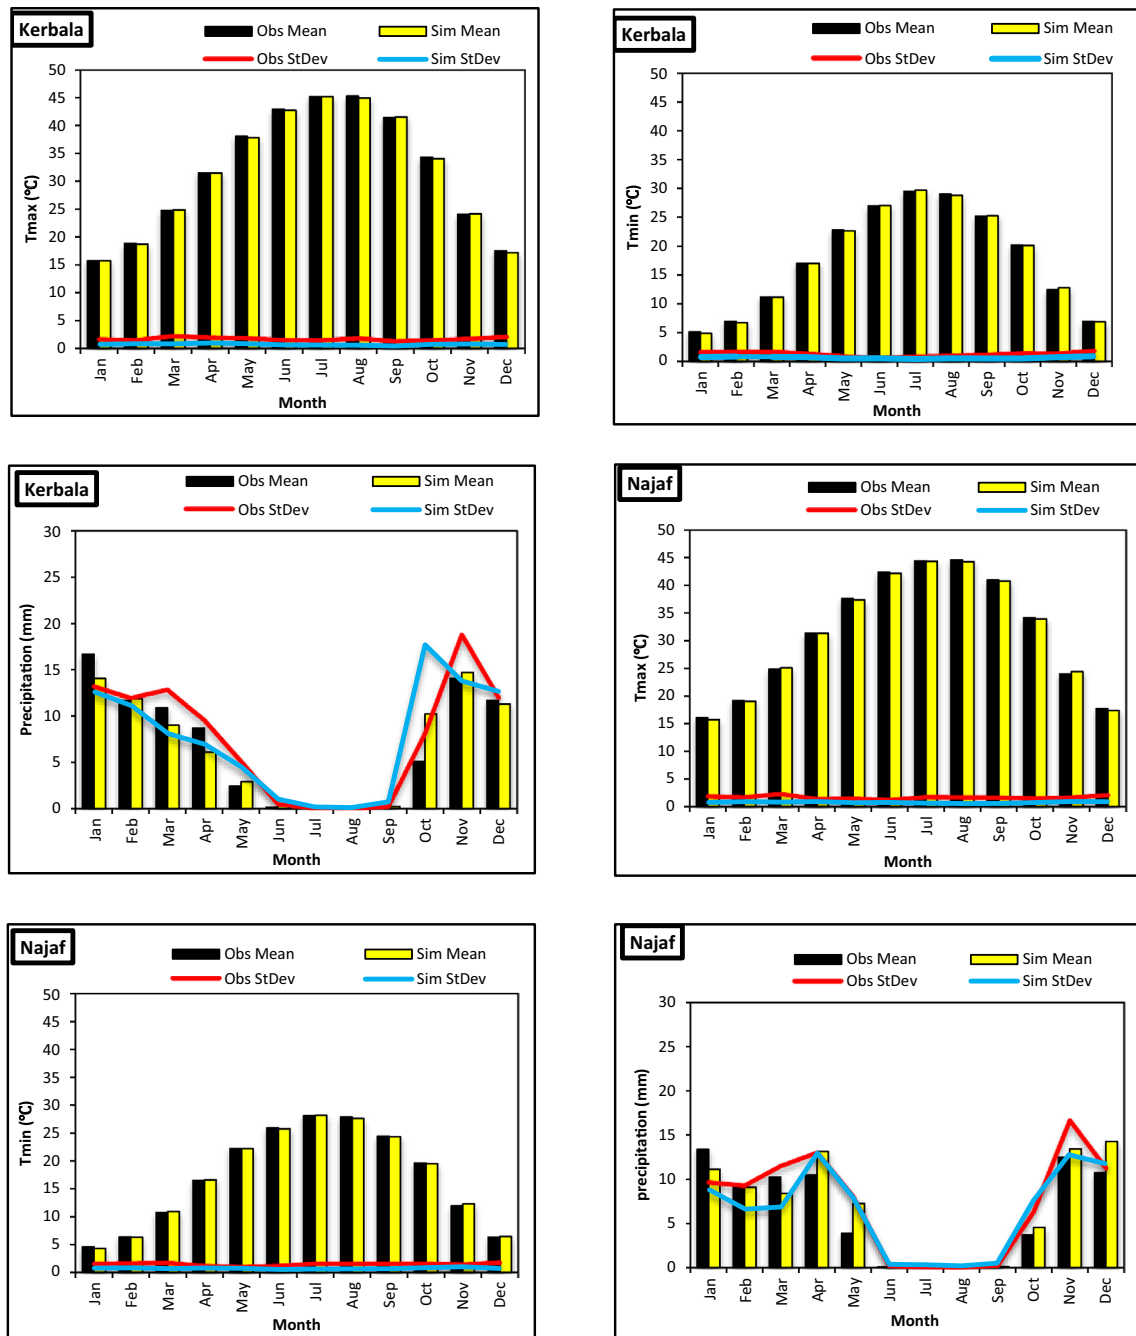 Kerbala
Obs Mean
Sim Mean
Obs StDev
Sim StDev
50
45
40
35
30
25
20
15
10
5
0
Tmax (℃)
Jan
Feb
Mar
Apr
May
Jun
Jul
Aug
Sep
Oct
Nov
Dec
Month
Kerbala
Obs Mean
Sim Mean
Obs StDev
Sim StDev
50
45
40
35
30
25
20
15
10
5
0
Tmin (℃)
Jan
Feb
Mar
Apr
May
Jun
Jul
Aug
Sep
Oct
Nov
Dec
Month
Kerbala
Obs Mean
Sim Mean
Obs StDev
Sim StDev
30
25
20
15
10
5
0
Precipitation (mm)
Jan
Feb
Mar
Apr
May
Jun
Jul
Aug
Sep
Oct
Nov
Dec
Month
Najaf
Obs Mean
Sim Mean
Obs StDev
Sim StDev
50
45
40
35
30
25
20
15
10
5
0
Tmax (℃)
Jan
Feb
Mar
Apr
May
Jun
Jul
Aug
Sep
Oct
Nov
Dec
Month
Najaf
Obs Mean
Sim Mean
Obs StDev
Sim StDev
50
45
40
35
30
25
20
15
10
5
0
Tmin (℃)
Jan
Feb
Mar
Apr
May
Jun
Jul
Aug
Sep
Oct
Nov
Dec
Month
Najaf
Obs Mean
Sim Mean
Obs StDev
Sim StDev
30
25
20
15
10
5
0
precipitation (mm)
Jan
Feb
Mar
Apr
May
Jun
Jul
Aug
Sep
Oct
Nov
Dec
Month